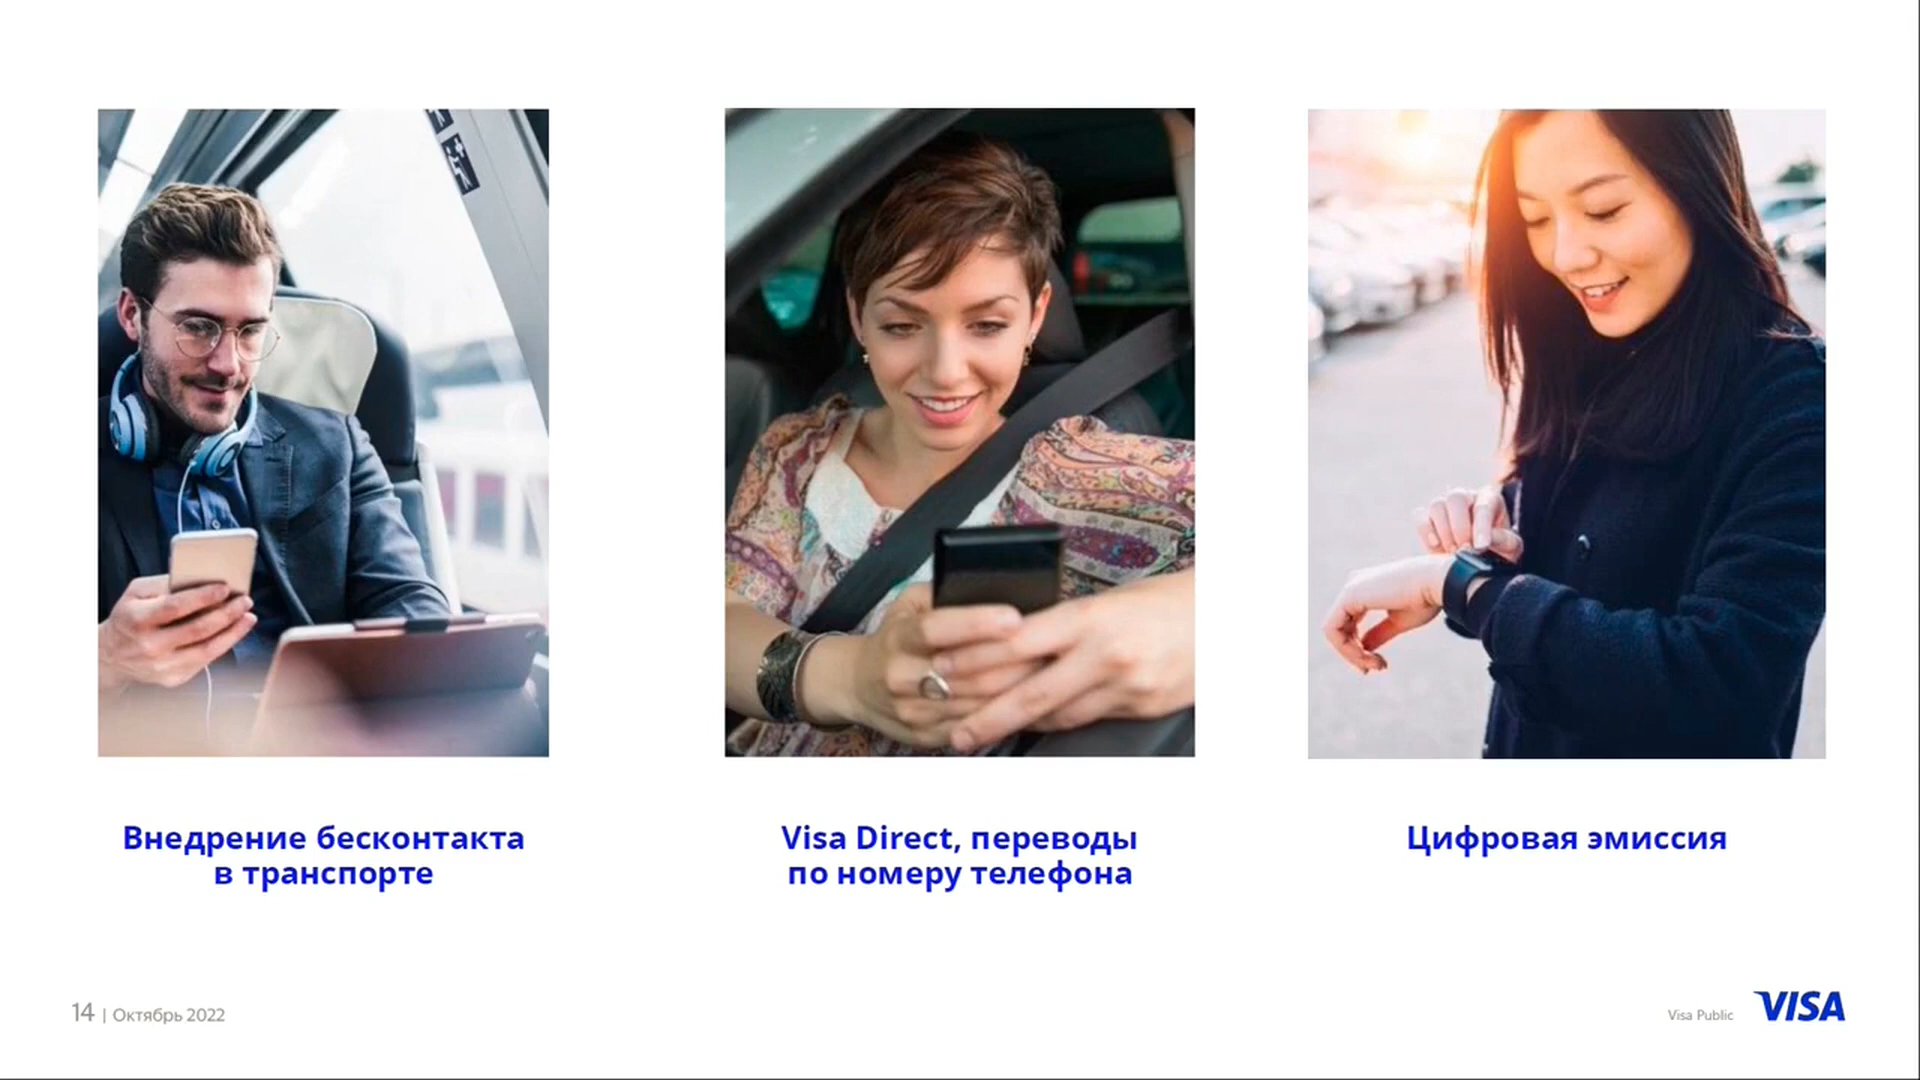 Внедрение бесконтакта
в транспорте
Visa Direct, переводы
по номеру телефона
Цифровая эмиссия
14 | Октябрь 2022
Visa Public
VISA